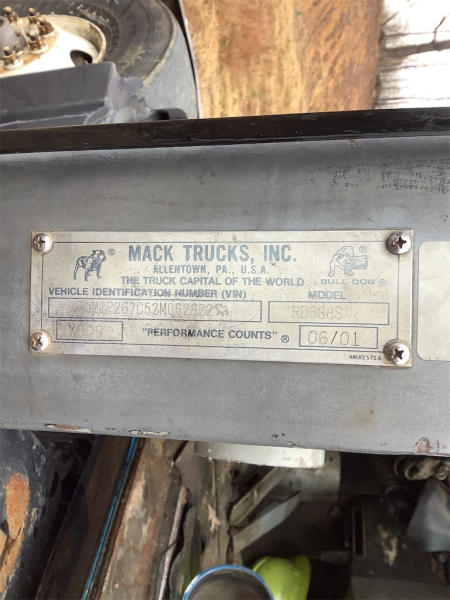 MACK TRUCKS, INC.
ALLENTOWN, PA., U.S.A.
THE TRUCK CAPITAL OF THE WORLD
BULL DOG ®
VEHICLE IDENTIFICATION NUMBER (VIN)
MODEL
"PERFORMANCE COUNTS"®
06/01